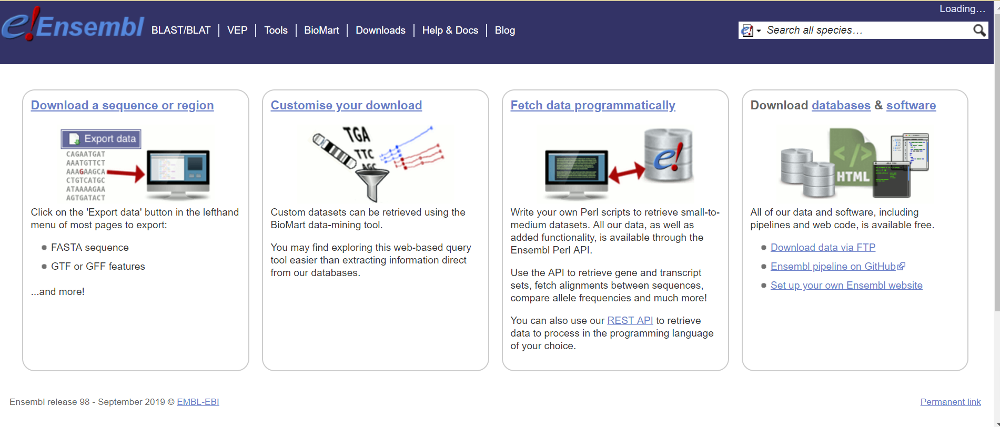 Loading…
e!Ensembl BLAST/BLAT VEP Tools BioMart Downloads Help & Docs Blog
Search all species…
Download a sequence or region
Export data
CAGAATGAT
AAATGTTCT
AAAGAAGCA
CTGTCATGC
ATAAAAGAA
AGTGATACT
Click on the 'Export data' button in the lefthand
menu of most pages to export:
FASTA sequence
GTF or GFF features
...and more!
Customise your download
TGA
TTC
AGC
Custom datasets can be retrieved using the
BioMart data-mining tool.
You may find exploring this web-based query
tool easier than extracting information direct
from our databases.
Fetch data programmatically
e!
Write your own Perl scripts to retrieve small-to-
medium datasets. All our data, as well as
added functionality, is available through the
Ensembl Perl API.
Use the API to retrieve gene and transcript
sets, fetch alignments between sequences,
compare allele frequencies and much more!
You can also use our REST API to retrieve
data to process in the programming language
of your choice.
Download databases & software
</>
HTML
All of our data and software, including
pipelines and web code, is available free.
Download data via FTP
Ensembl pipeline on GitHub
Set up your own Ensembl website
Ensembl release 98 - September 2019 © EMBL-EBI
Permanent link